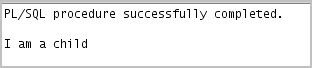 PL/SQL procedure successfully completed.
I am a child